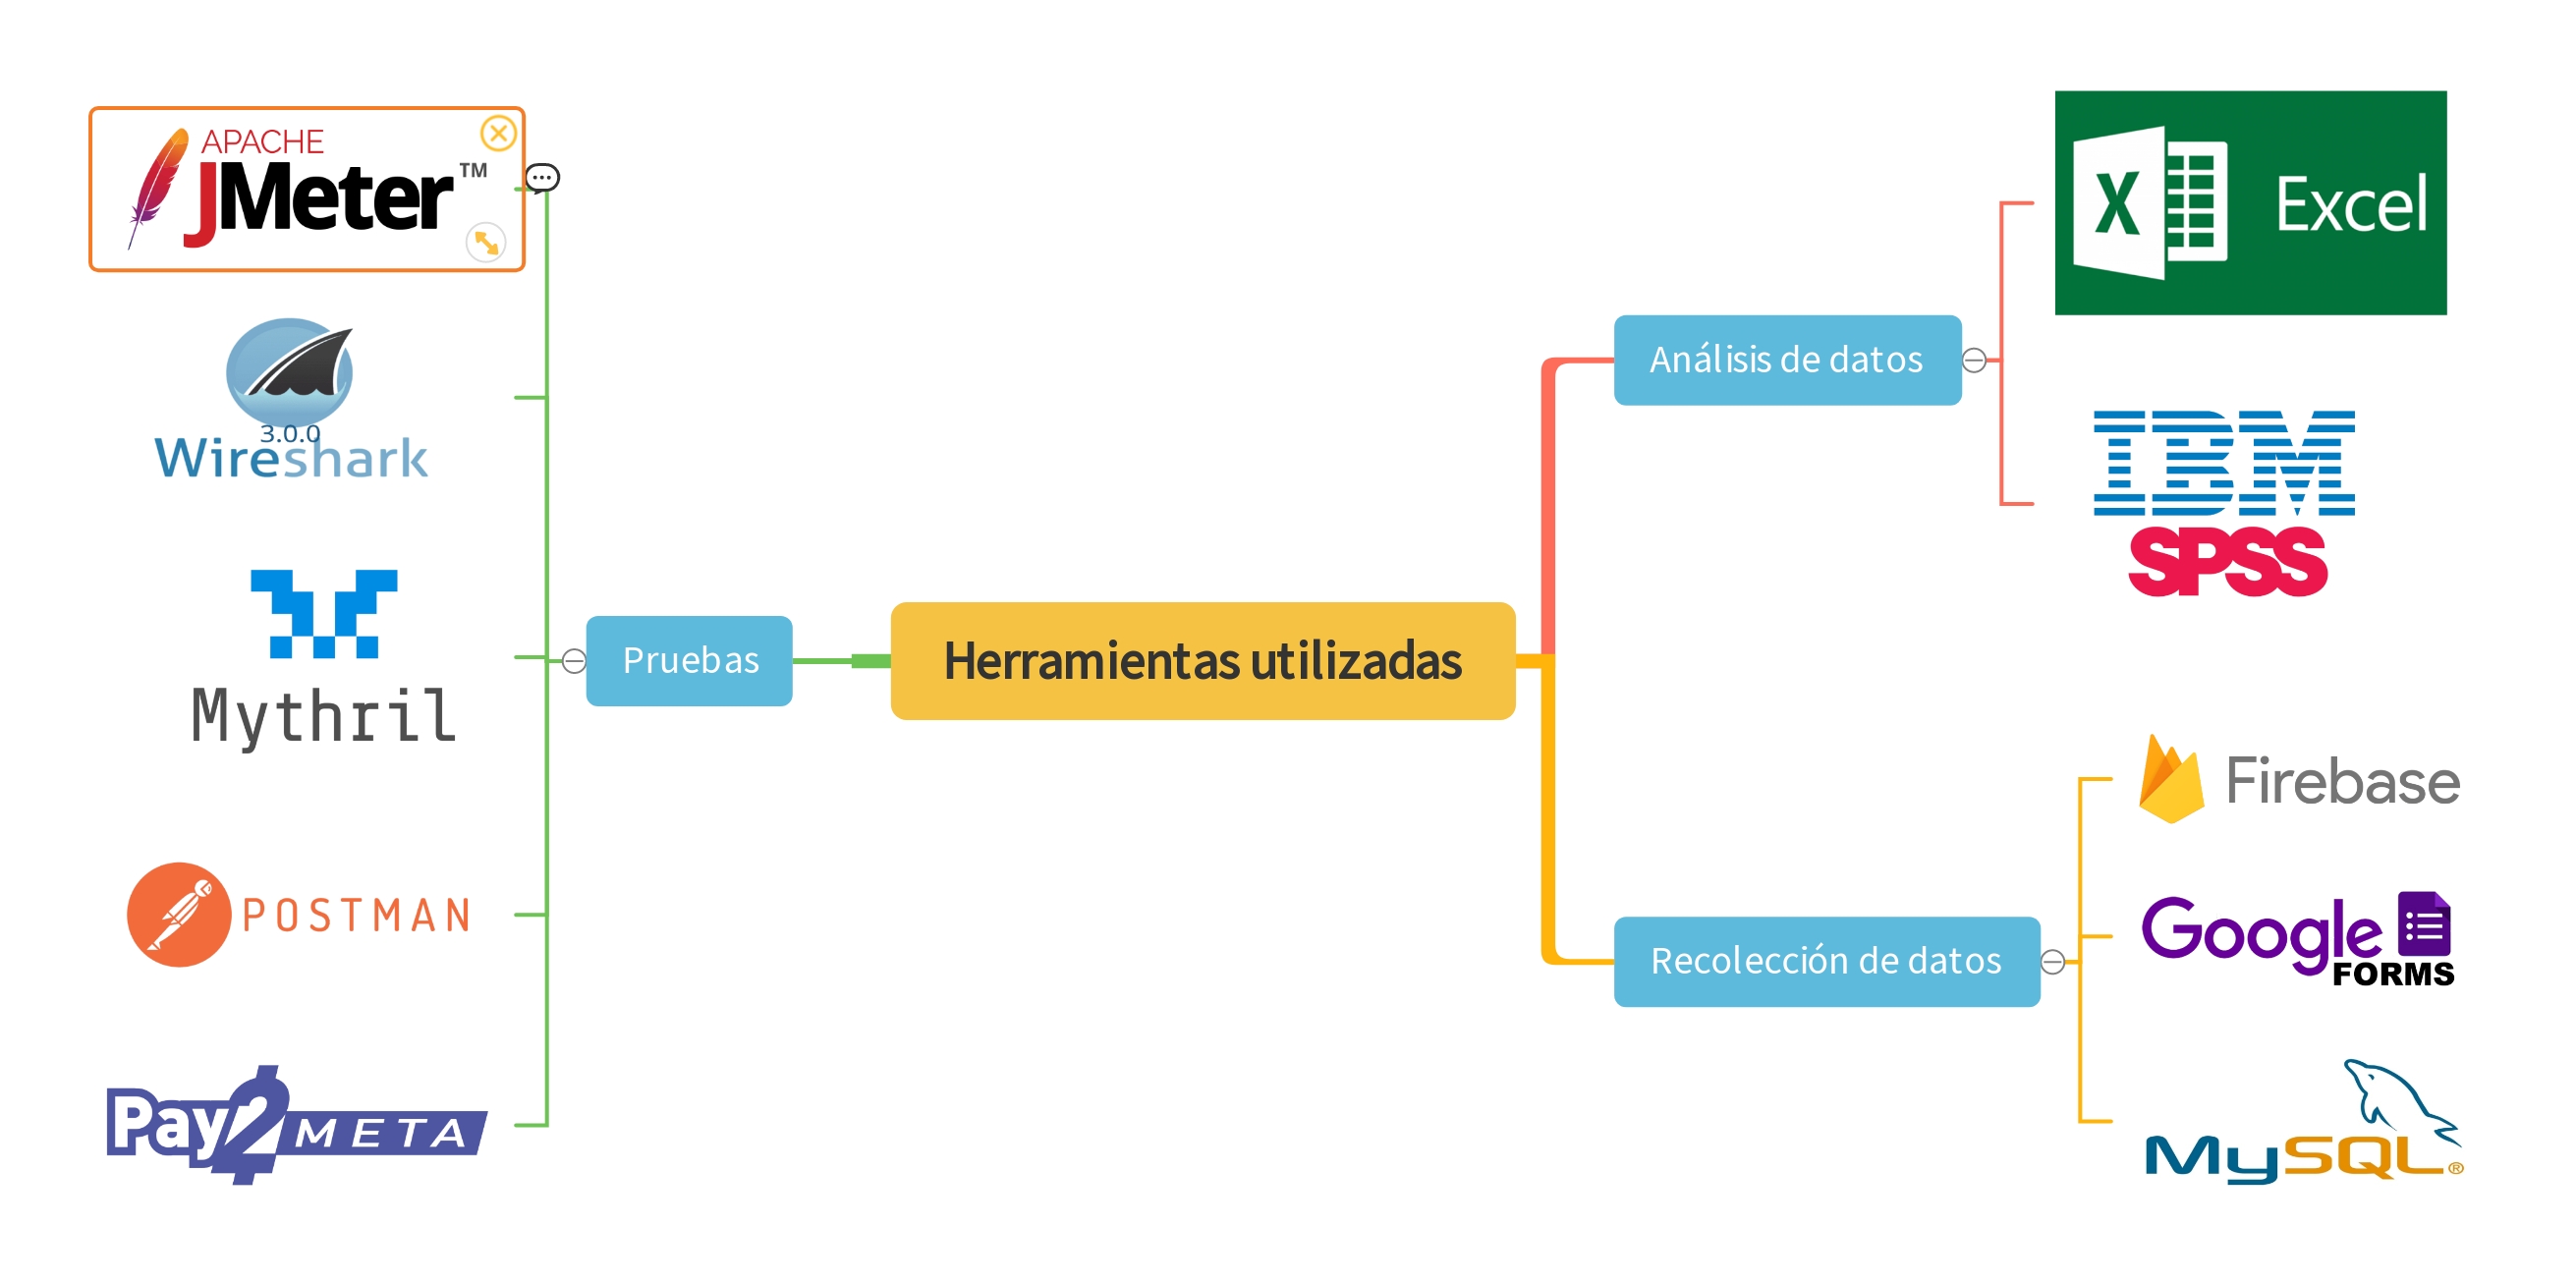 APACHE
JMeter™
3.0.0
Wireshark
Mythril
POSTMAN
Pay2META
Pruebas
Herramientas utilizadas
Análisis de datos
X Excel
IBM
SPSS
Recolección de datos
Firebase
Google
FORMS
MySQL®